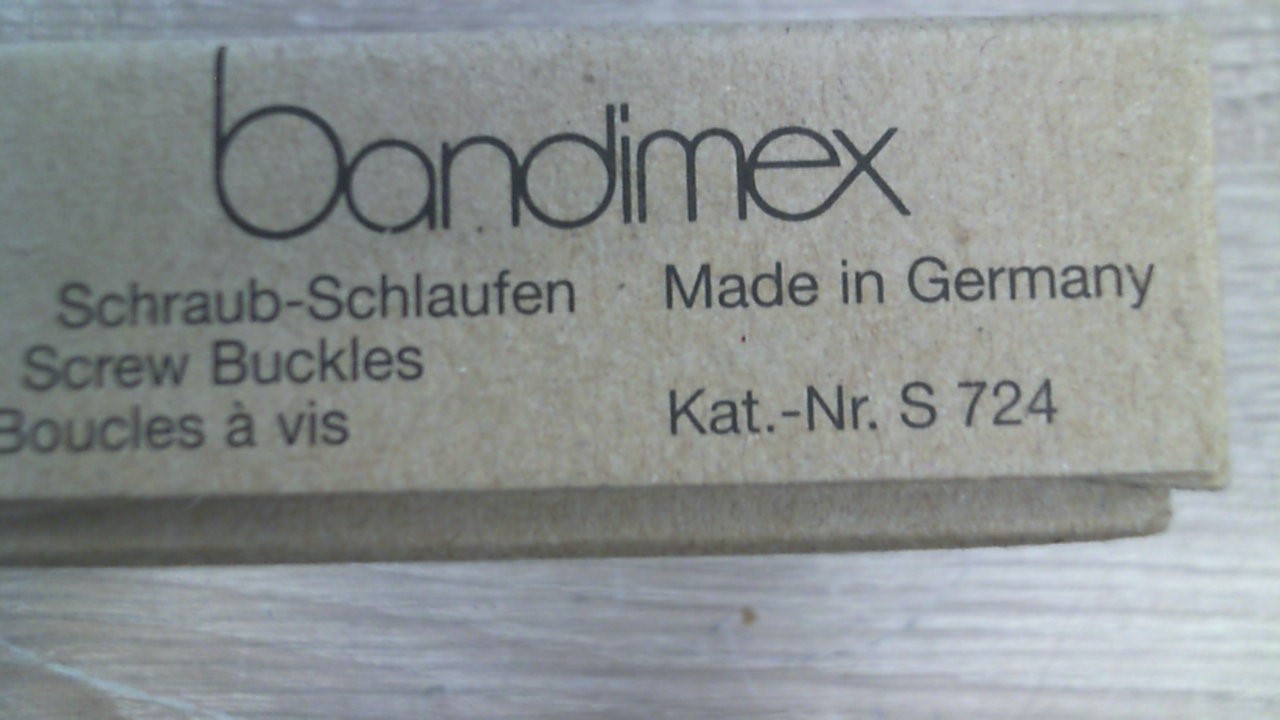 bandimex
Schraub-Schlaufen
Screw Buckles
Boucles à vis
Made in Germany
Kat.-Nr. S 724